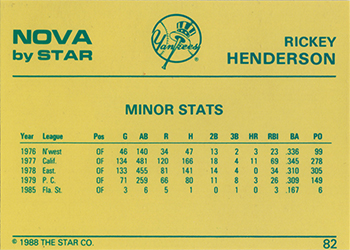 NOVA
by STAR
Yankees
RICKEY
HENDERSON
MINOR STATS
Year League Pos G AB R H 2B 3B HR RBI BA PO
1976 N'west OF 46 140 34 47 13 2 3 23 .336 99
1977 Calif. OF 134 481 120 166 18 4 11 69 .345 278
1978 East. OF 133 455 81 141 14 4 0 34 .310 305
1979 P. C. OF 71 259 66 80 11 8 3 26 .309 149
1985 Fla. St. OF 3 6 5 1 0 1 0 3 .167 6
© 1988 THE STAR CO.
82